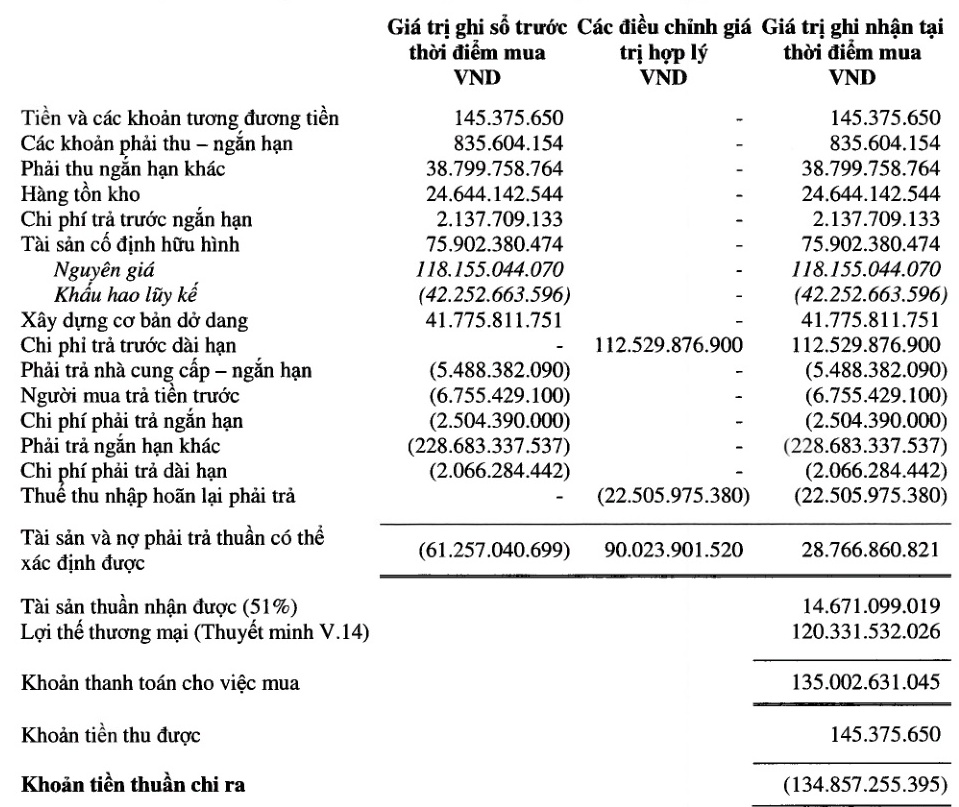 Giá trị ghi sổ trước Các điều chỉnh giá Giá trị ghi nhận tại
thời điểm mua trị hợp lý thời điểm mua
VND VND VND
Tiền và các khoản tương đương tiền 145.375.650 - 145.375.650
Các khoản phải thu – ngắn hạn 835.604.154 - 835.604.154
Phải thu ngắn hạn khác 38.799.758.764 - 38.799.758.764
Hàng tồn kho 24.644.142.544 - 24.644.142.544
Chi phí trả trước ngắn hạn 2.137.709.133 - 2.137.709.133
Tài sản cố định hữu hình 75.902.380.474 - 75.902.380.474
Nguyên giá 118.155.044.070 - 118.155.044.070
Khấu hao lũy kế (42.252.663.596) - (42.252.663.596)
Xây dựng cơ bản dở dang 41.775.811.751 - 41.775.811.751
Chi phí trả trước dài hạn - 112.529.876.900 112.529.876.900
Phải trả nhà cung cấp – ngắn hạn (5.488.382.090) - (5.488.382.090)
Người mua trả tiền trước (6.755.429.100) - (6.755.429.100)
Chi phí phải trả ngắn hạn (2.504.390.000) - (2.504.390.000)
Phải trả ngắn hạn khác (228.683.337.537) - (228.683.337.537)
Chi phí phải trả dài hạn (2.066.284.442) - (2.066.284.442)
Thuế thu nhập hoãn lại phải trả - (22.505.975.380) (22.505.975.380)
Tài sản và nợ phải trả thuần có thể
xác định được (61.257.040.699) 90.023.901.520 28.766.860.821
Tài sản thuần nhận được (51%) 14.671.099.019
Lợi thế thương mại (Thuyết minh V.14) 120.331.532.026
Khoản thanh toán cho việc mua 135.002.631.045
Khoản tiền thu được 145.375.650
Khoản tiền thuần chi ra (134.857.255.395)